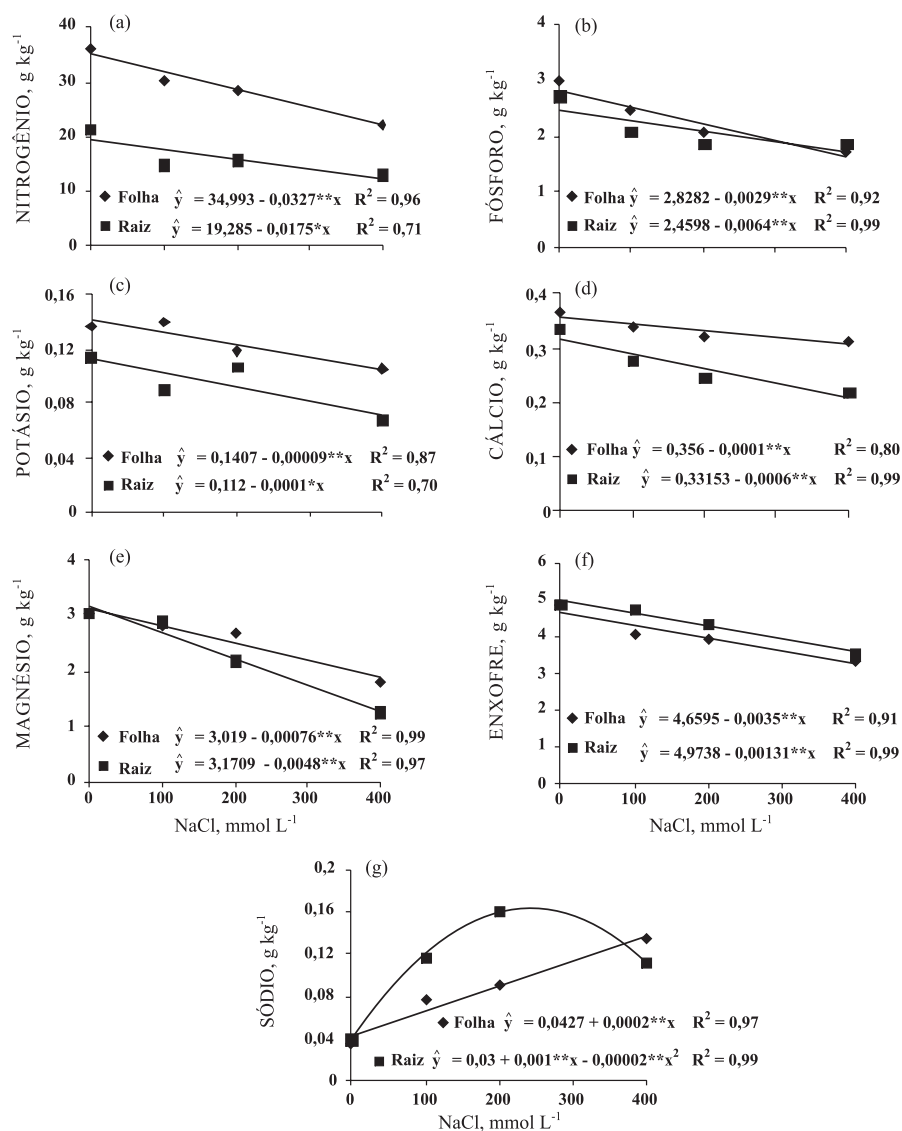 (a)
NITROGÊNIO, g kg⁻¹
40
30
20
10
0
Folha ŷ = 34,993 - 0,0327**x R² = 0,96
Raiz ŷ = 19,285 - 0,0175*x R² = 0,71
(b)
FÓSFORO, g kg⁻¹
4
3
2
1
0
Folha ŷ = 2,8282 - 0,0029**x R² = 0,92
Raiz ŷ = 2,4598 - 0,0064**x R² = 0,99
(c)
POTÁSIO, g kg⁻¹
0,16
0,12
0,08
0,04
0
Folha ŷ = 0,1407 - 0,00009**x R² = 0,87
Raiz ŷ = 0,112 - 0,0001*x R² = 0,70
(d)
CÁLCIO, g kg⁻¹
0,4
0,3
0,2
0,1
0
Folha ŷ = 0,356 - 0,0001**x R² = 0,80
Raiz ŷ = 0,33153 - 0,0006**x R² = 0,99
(e)
MAGNÉSIO, g kg⁻¹
4
3
2
1
0
Folha ŷ = 3,019 - 0,00076**x R² = 0,99
Raiz ŷ = 3,1709 - 0,0048**x R² = 0,97
0 100 200 300 400
NaCl, mmol L⁻¹
(f)
ENXOFRE, g kg⁻¹
6
5
4
3
2
1
0
Folha ŷ = 4,6595 - 0,0035**x R² = 0,91
Raiz ŷ = 4,9738 - 0,00131**x R² = 0,99
0 100 200 300 400
NaCl, mmol L⁻¹
(g)
SÓDIO, g kg⁻¹
0,2
0,16
0,12
0,08
0,04
0
Folha ŷ = 0,0427 + 0,0002**x R² = 0,97
Raiz ŷ = 0,03 + 0,001**x - 0,00002**x² R² = 0,99
0 100 200 300 400
NaCl, mmol L⁻¹